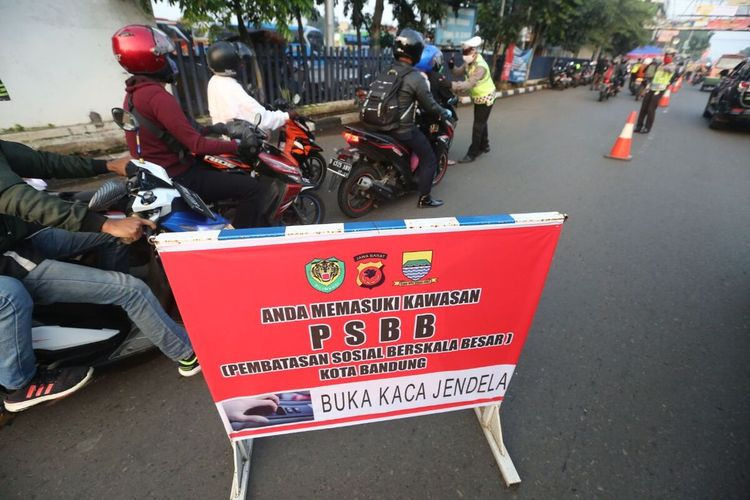 JAWA BARAT
ANDA MEMASUKI KAWASAN
PSBB
( PEMBATASAN SOSIAL BERSKALA BESAR )
KOTA BANDUNG
BUKA KACA JENDELA